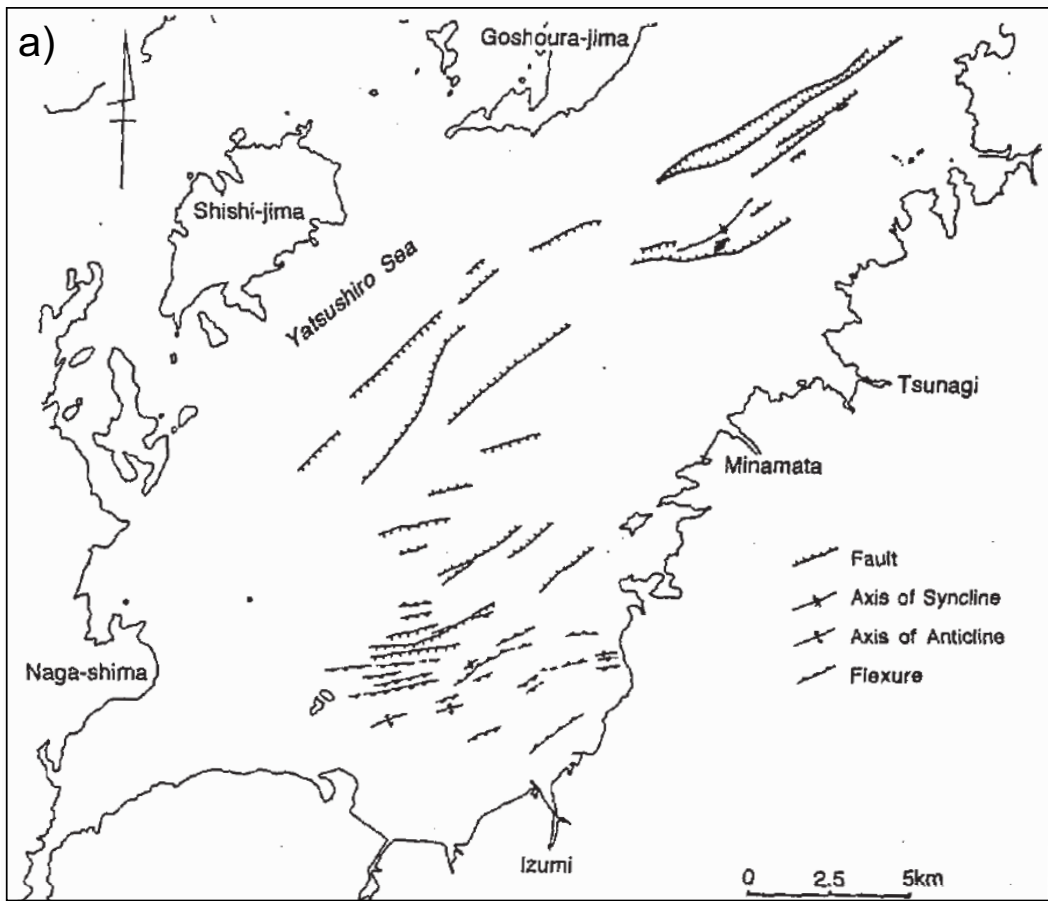 a)
Goshoura-jima
Shishi-jima
Yatsushiro Sea
Tsunagi
Minamata
Fault
Axis of Syncline
Axis of Anticline
Flexure
Naga-shima
Izumi
0 2.5 5km